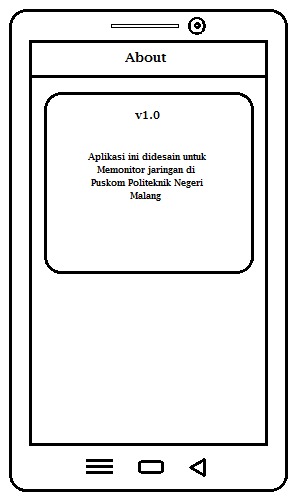 About
v1.0
Aplikasi ini didesain untuk
Memonitor jaringan di
Puskom Politeknik Negeri
Malang